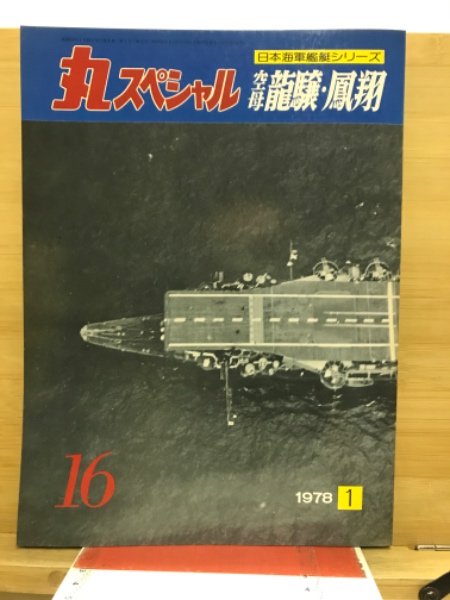 日本海軍艦艇シリーズ
丸スペシャル
空母 龍驤・鳳翔
16
1978 1